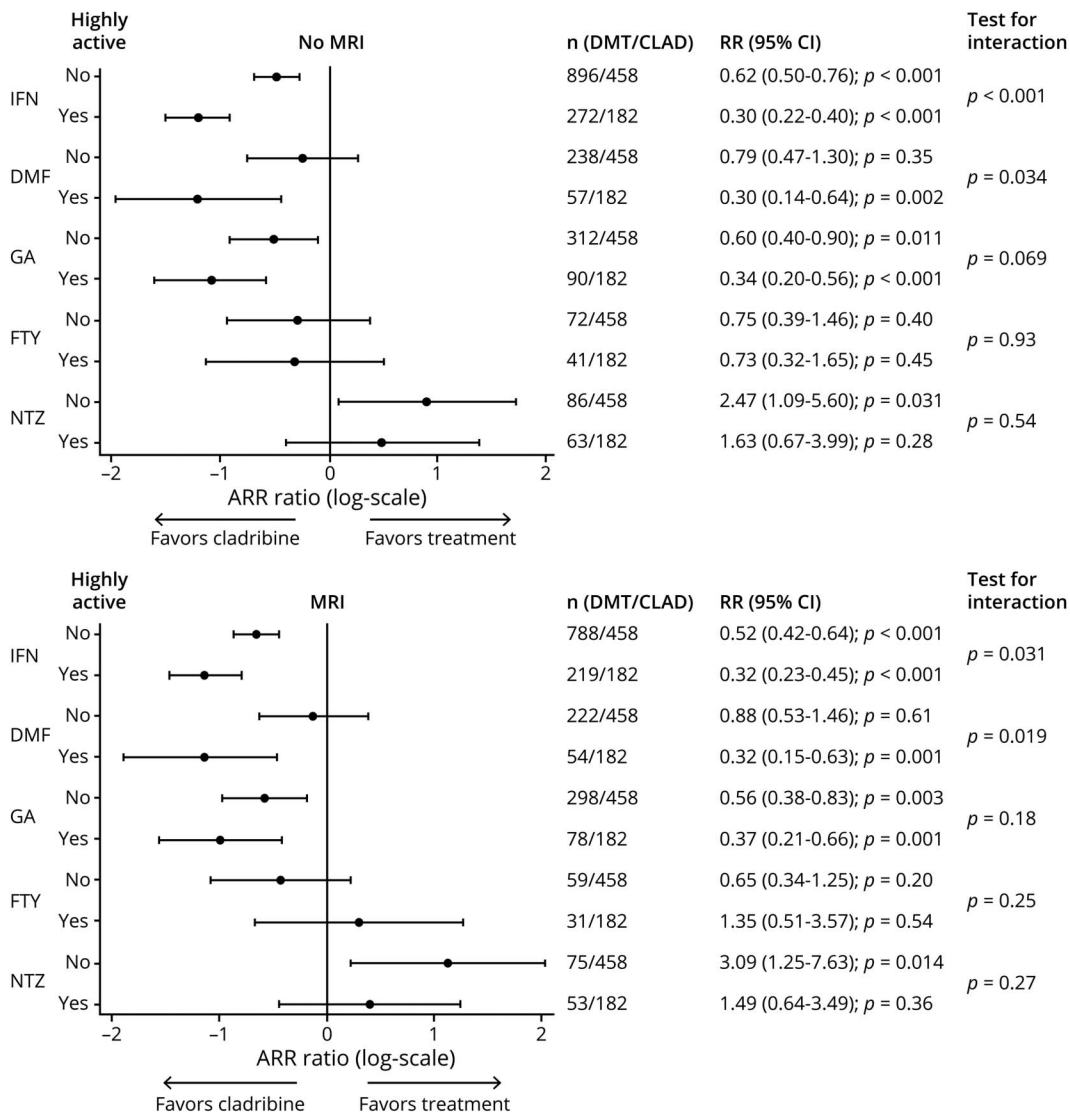 Highly active No MRI n (DMT/CLAD) RR (95% CI) Test for interaction
IFN
No 896/458 0.62 (0.50-0.76); p < 0.001
Yes 272/182 0.30 (0.22-0.40); p < 0.001
p < 0.001
DMF
No 238/458 0.79 (0.47-1.30); p = 0.35
Yes 57/182 0.30 (0.14-0.64); p = 0.002
p = 0.034
GA
No 312/458 0.60 (0.40-0.90); p = 0.011
Yes 90/182 0.34 (0.20-0.56); p < 0.001
p = 0.069
FTY
No 72/458 0.75 (0.39-1.46); p = 0.40
Yes 41/182 0.73 (0.32-1.65); p = 0.45
p = 0.93
NTZ
No 86/458 2.47 (1.09-5.60); p = 0.031
Yes 63/182 1.63 (0.67-3.99); p = 0.28
p = 0.54
−2 −1 0 1 2
ARR ratio (log-scale)
Favors cladribine Favors treatment
Highly active MRI n (DMT/CLAD) RR (95% CI) Test for interaction
IFN
No 788/458 0.52 (0.42-0.64); p < 0.001
Yes 219/182 0.32 (0.23-0.45); p < 0.001
p = 0.031
DMF
No 222/458 0.88 (0.53-1.46); p = 0.61
Yes 54/182 0.32 (0.15-0.63); p = 0.001
p = 0.019
GA
No 298/458 0.56 (0.38-0.83); p = 0.003
Yes 78/182 0.37 (0.21-0.66); p = 0.001
p = 0.18
FTY
No 59/458 0.65 (0.34-1.25); p = 0.20
Yes 31/182 1.35 (0.51-3.57); p = 0.54
p = 0.25
NTZ
No 75/458 3.09 (1.25-7.63); p = 0.014
Yes 53/182 1.49 (0.64-3.49); p = 0.36
p = 0.27
−2 −1 0 1 2
ARR ratio (log-scale)
Favors cladribine Favors treatment